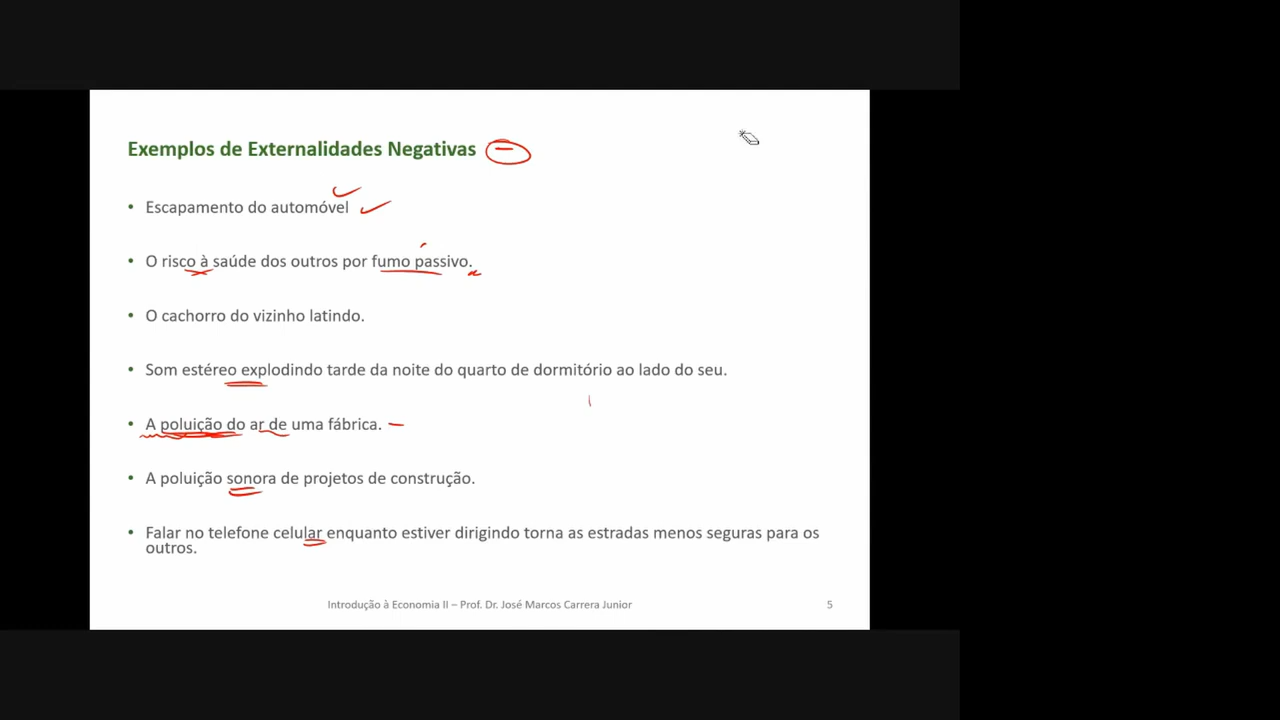 Exemplos de Externalidades Negativas
• Escapamento do automóvel
• O risco à saúde dos outros por fumo passivo.
• O cachorro do vizinho latindo.
• Som estéreo explodindo tarde da noite do quarto de dormitório ao lado do seu.
• A poluição do ar de uma fábrica.
• A poluição sonora de projetos de construção.
• Falar no telefone celular enquanto estiver dirigindo torna as estradas menos seguras para os
outros.
Introdução à Economia II – Prof. Dr. José Marcos Carrera Junior 5